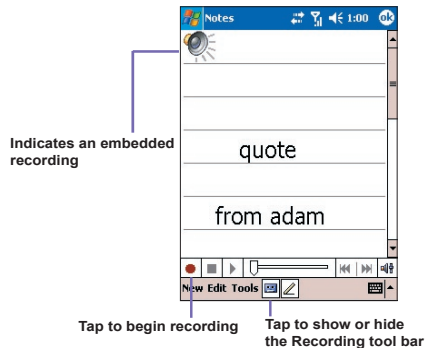 Notes
1:00
ok
Indicates an embedded
recording
quote
from adam
New Edit Tools
Tap to begin recording
Tap to show or hide
the Recording tool bar